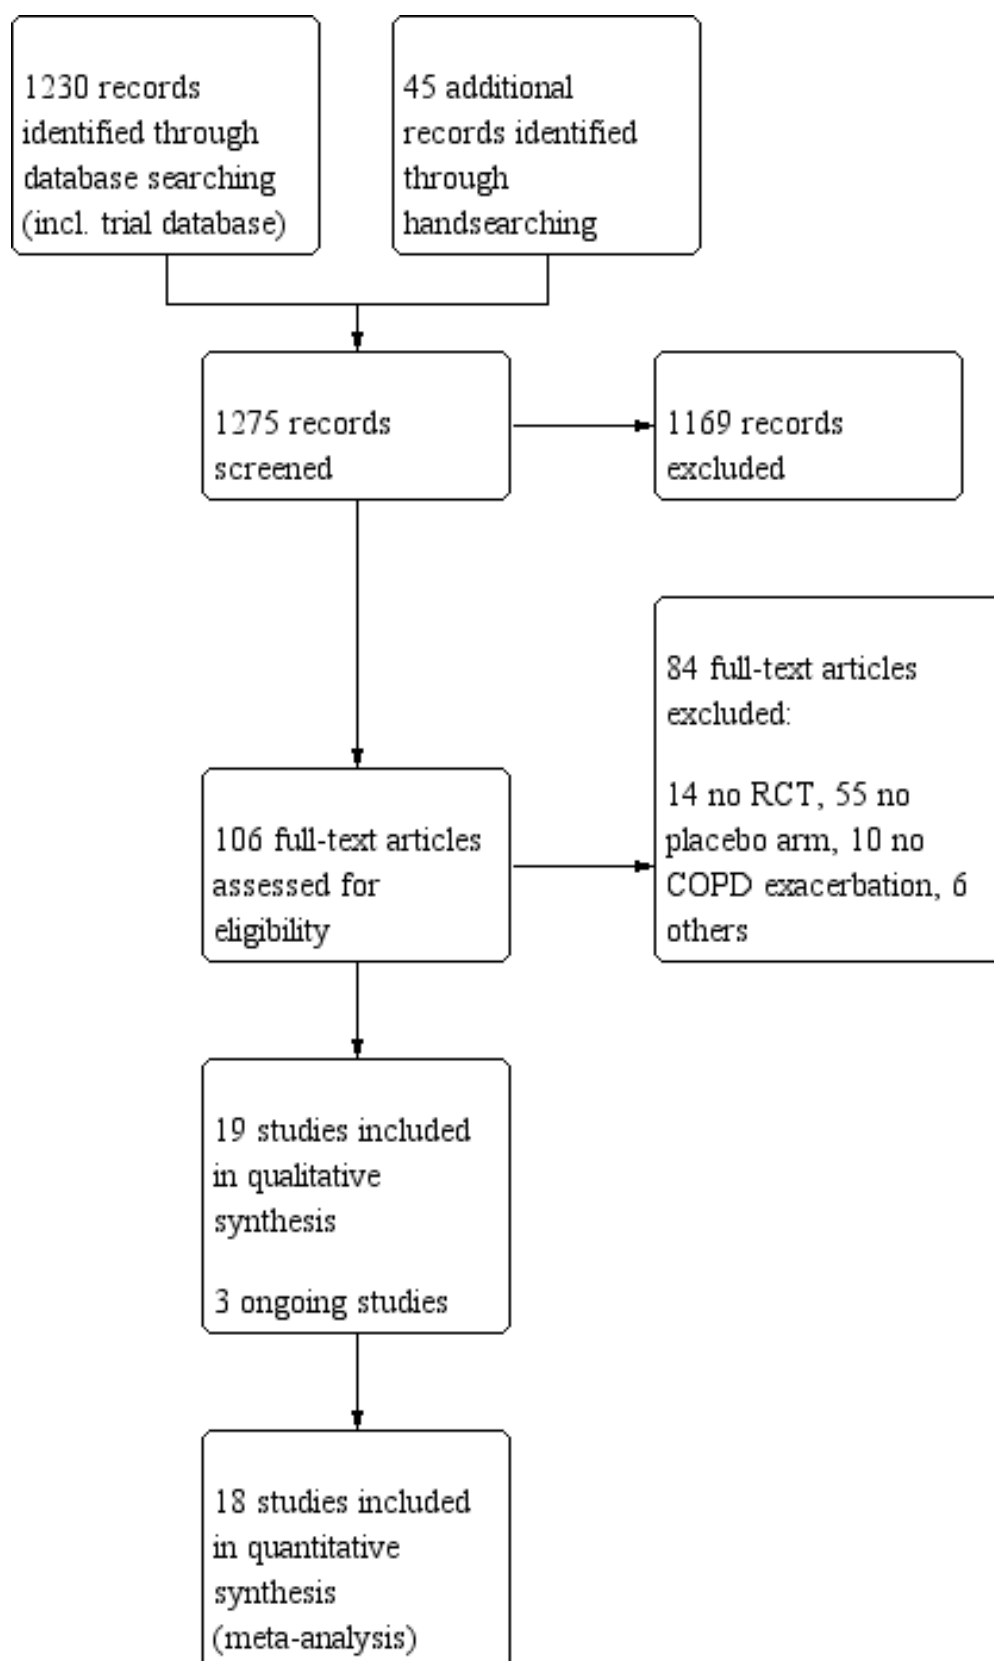 1230 records
identified through
database searching
(incl. trial database)
45 additional
records identified
through
handsearching
1275 records
screened
1169 records
excluded
84 full-text articles
excluded:
14 no RCT, 55 no
placebo arm, 10 no
COPD exacerbation, 6
others
106 full-text articles
assessed for
eligibility
19 studies included
in qualitative
synthesis
3 ongoing studies
18 studies included
in quantitative
synthesis
(meta-analysis)